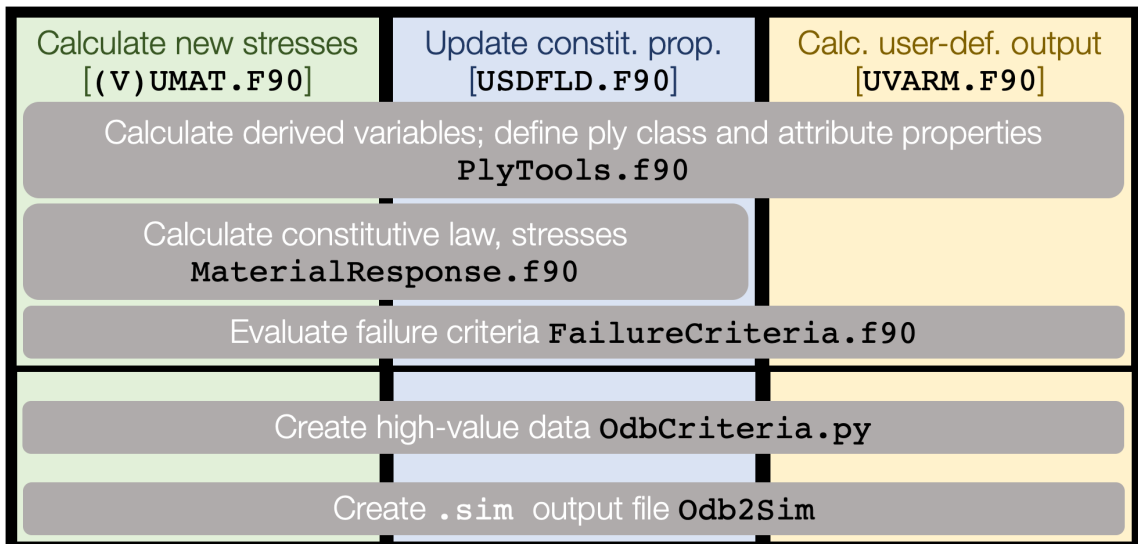 Calculate new stresses
[(V)UMAT.F90]
Update constit. prop.
[USDFLD.F90]
Calc. user-def. output
[UVARM.F90]
Calculate derived variables; define ply class and attribute properties
PlyTools.f90
Calculate constitutive law, stresses
MaterialResponse.f90
Evaluate failure criteria FailureCriteria.f90
Create high-value data OdbCriteria.py
Create .sim output file Odb2Sim